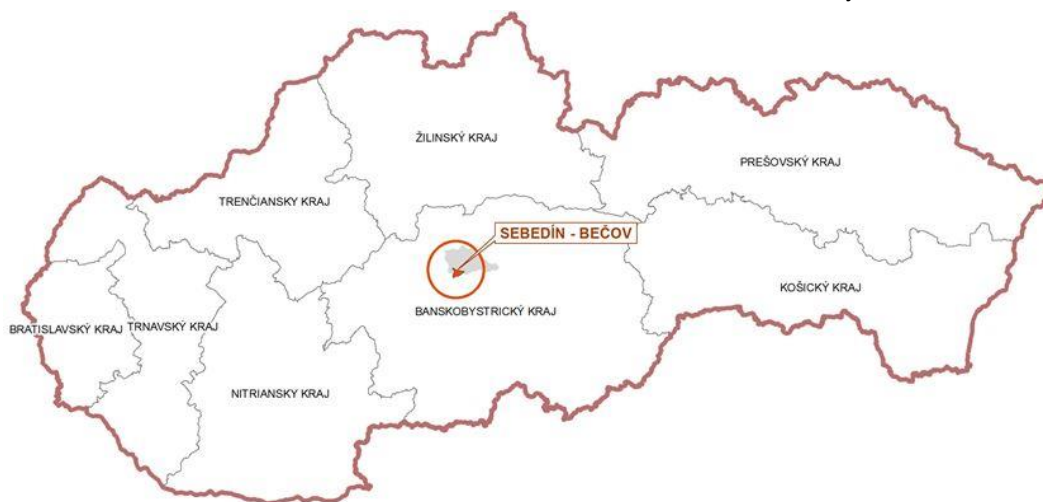 ŽILINSKÝ KRAJ
PREŠOVSKÝ KRAJ
TRENČIANSKY KRAJ
SEBEDÍN - BEČOV
KOŠICKÝ KRAJ
BANSKOBYSTRICKÝ KRAJ
BRATISLAVSKÝ KRAJ
TRNAVSKÝ KRAJ
NITRIANSKY KRAJ